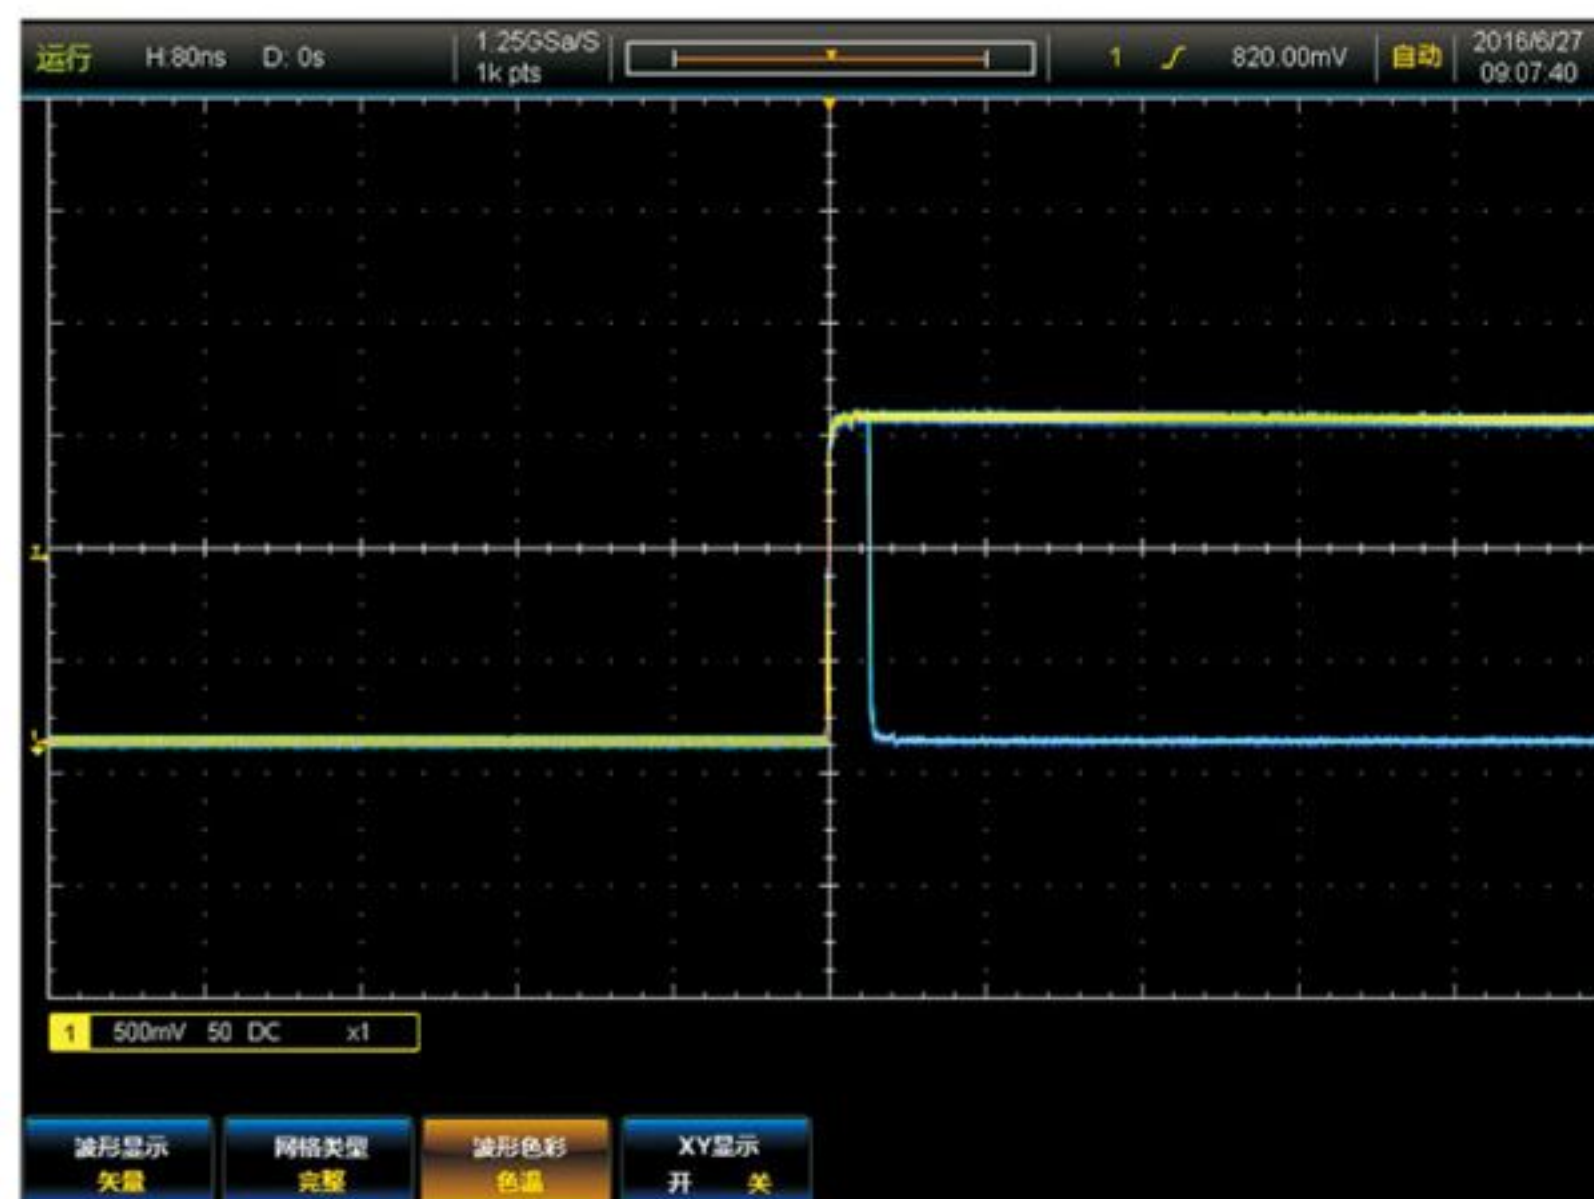 运行 H:80ns D: 0s 1.25GSa/S 1k pts 1 820.00mV 自动 2016/6/27 09:07:40
1 500mV 50 DC x1
波形显示 网格类型 波形色彩 XY显示
矢量 完整 色温 开 关